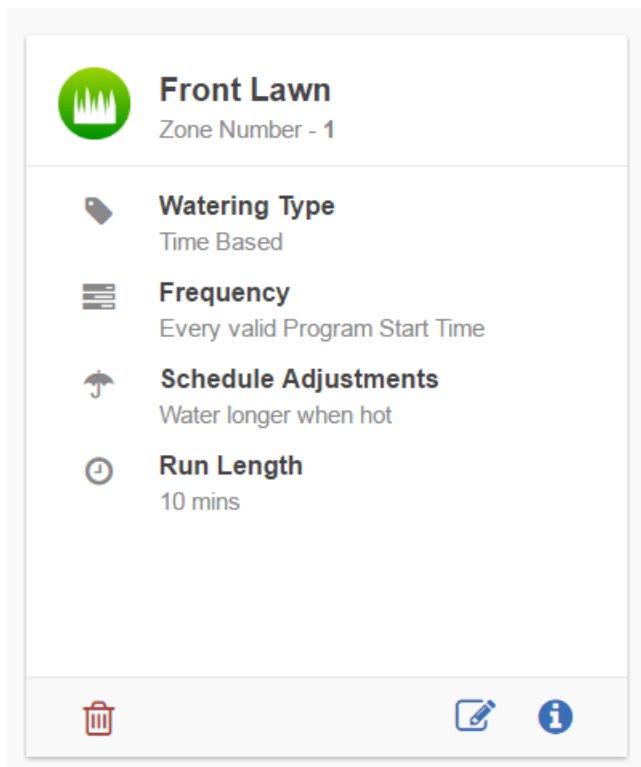 Front Lawn
Zone Number - 1
Watering Type
Time Based
Frequency
Every valid Program Start Time
Schedule Adjustments
Water longer when hot
Run Length
10 mins